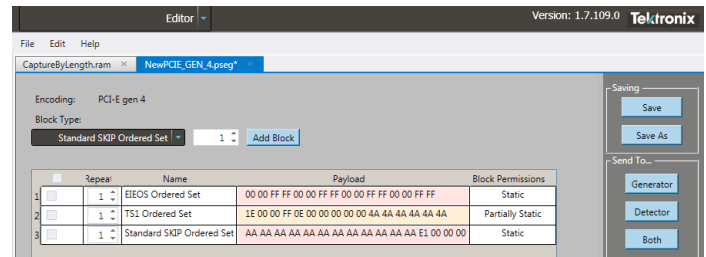 Editor Version: 1.7.109.0 Tektronix
File Edit Help
CaptureByLength.ram × NewPCIE_GEN_4.pseg* ×
Encoding: PCI-E gen 4
Block Type:
Standard SKIP Ordered Set 1 Add Block
Repeat Name Payload Block Permissions
1 1 EIEOS Ordered Set 00 00 FF FF 00 00 FF FF 00 00 FF FF 00 00 FF FF Static
2 1 TS1 Ordered Set 1E 00 00 FF 0E 00 00 00 00 00 4A 4A 4A 4A 4A 4A Partially Static
3 1 Standard SKIP Ordered Set AA AA AA AA AA AA AA AA AA AA AA AA E1 00 00 00 Static
Saving
Save
Save As
Send To...
Generator
Detector
Both